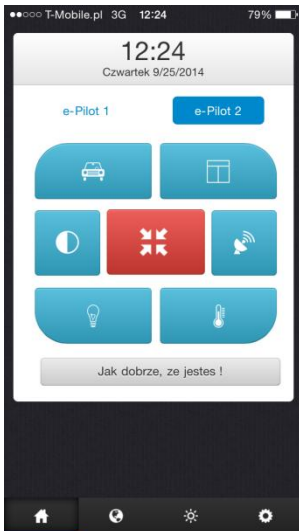 T-Mobile.pl 3G 12:24 79%
12:24
Czwartek 9/25/2014
e-Pilot 1 e-Pilot 2
Jak dobrze, ze jestes !